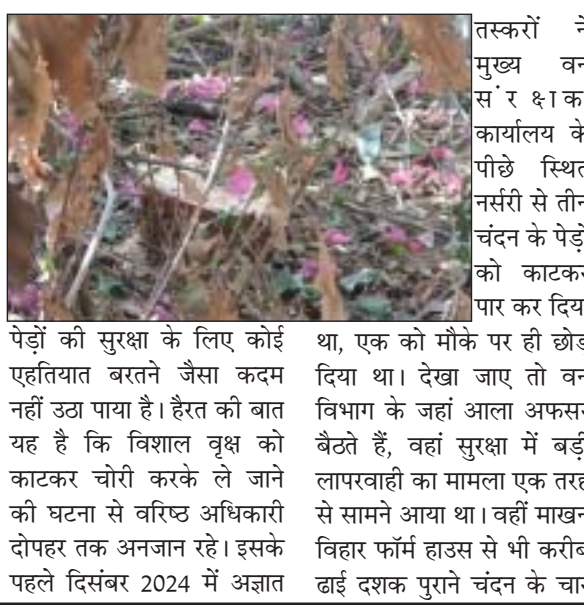 पेड़ों की सुरक्षा के लिए कोई
एहतियात बरतने जैसा कदम
नहीं उठा पाया है। हैरत की बात
यह है कि विशाल वृक्ष को
काटकर चोरी करके ले जाने
की घटना से वरिष्ठ अधिकारी
दोपहर तक अनजान रहे। इसके
पहले दिसंबर 2024 में अज्ञात
तस्करों ने
मुख्य वन
संरक्षक
कार्यालय के
पीछे स्थित
नर्सरी से तीन
चंदन के पेड़ों
को काटकर
पार कर दिया
था, एक को मौके पर ही छोड़
दिया था। देखा जाए तो वन
विभाग के जहां आला अफसर
बैठते हैं, वहां सुरक्षा में बड़ी
लापरवाही का मामला एक तरह
से सामने आया था। वहीं माखन
विहार फॉर्म हाउस से भी करीब
ढाई दशक पुराने चंदन के चार